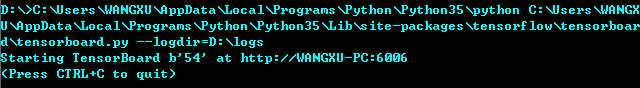 D:\>C:\Users\WANGXU\AppData\Local\Programs\Python\Python35\python C:\Users\WANGX
U\AppData\Local\Programs\Python\Python35\Lib\site-packages\tensorflow\tensorboar
d\tensorboard.py --logdir=D:\logs
Starting TensorBoard b'54' at http://WANGXU-PC:6006
(Press CTRL+C to quit)